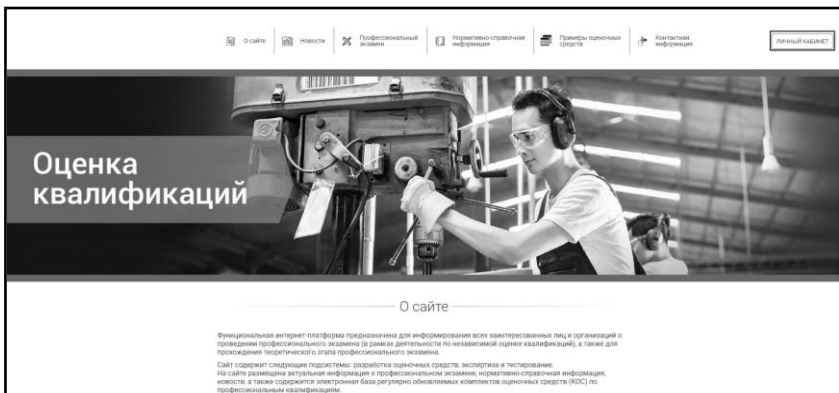 О сайте
Новости
Профессиональный
экзамен
Нормативно-справочная
информация
Примеры оценочных
средств
Контактная
информация
ЛИЧНЫЙ КАБИНЕТ
Оценка
квалификаций
О сайте
Функциональная интернет-платформа предназначена для информирования всех заинтересованных лиц и организаций о
проведении профессионального экзамена (в рамках деятельности по независимой оценке квалификаций), а также для
прохождения теоретического этапа профессионального экзамена.
Сайт содержит следующие подсистемы: разработка оценочных средств, экспертиза и тестирование.
На сайте размещена актуальная информация о профессиональном экзамене, нормативно-справочная информация,
новости, а также содержится электронная база регулярно обновляемых комплектов оценочных средств (КОС) по
профессиональным квалификациям.